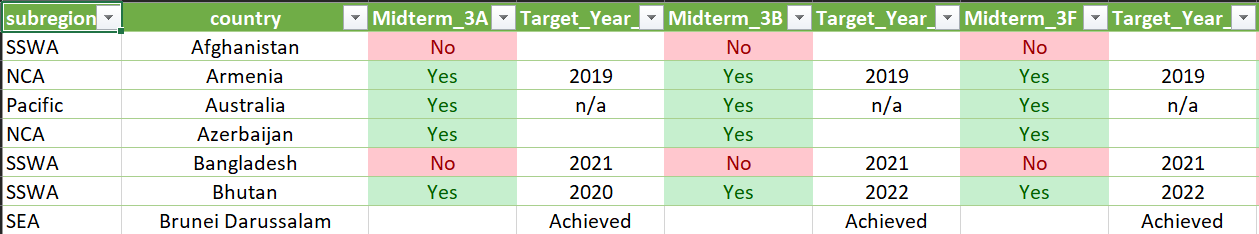 subregion country Midterm_3A Target_Year_ Midterm_3B Target_Year_ Midterm_3F Target_Year_
SSWA Afghanistan No No No
NCA Armenia Yes 2019 Yes 2019 Yes 2019
Pacific Australia Yes n/a Yes n/a Yes n/a
NCA Azerbaijan Yes Yes Yes
SSWA Bangladesh No 2021 No 2021 No 2021
SSWA Bhutan Yes 2020 Yes 2022 Yes 2022
SEA Brunei Darussalam Achieved Achieved Achieved